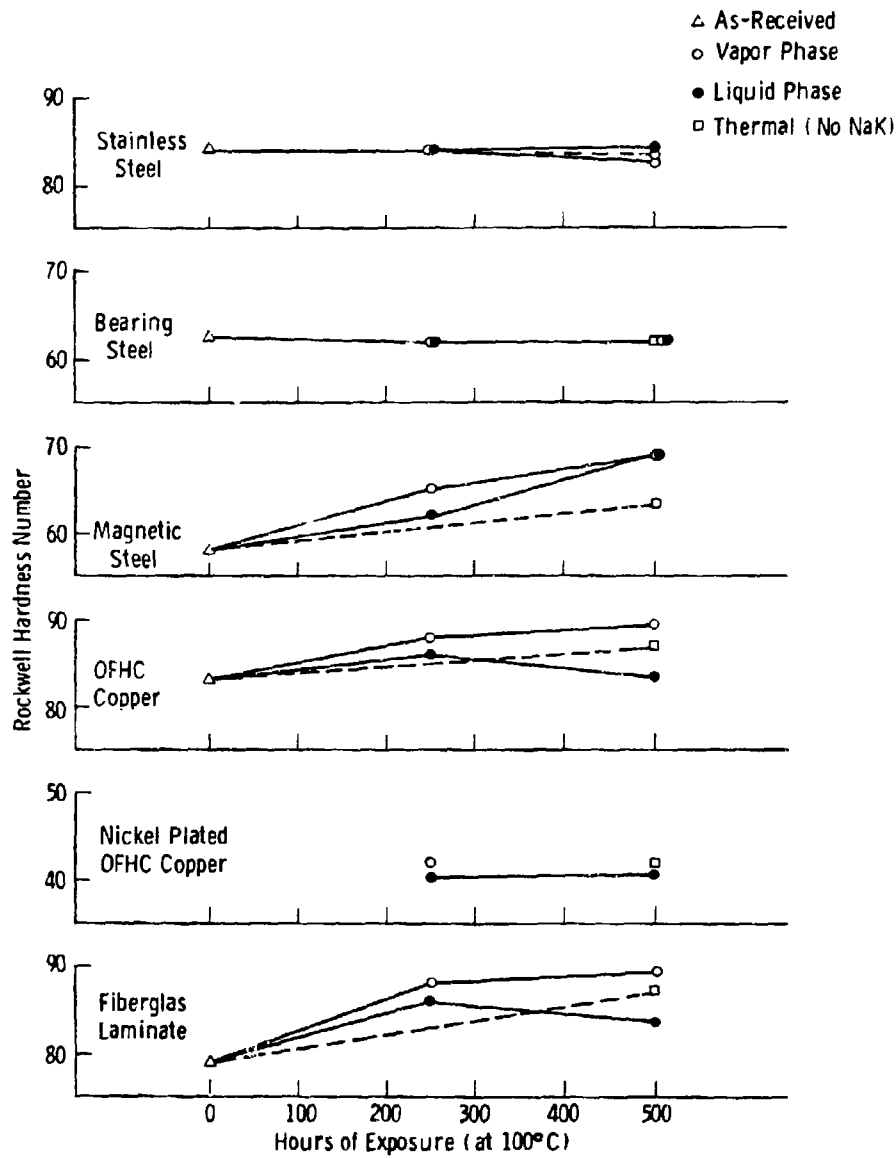 △ As-Received
○ Vapor Phase
● Liquid Phase
□ Thermal (No NaK)
Rockwell Hardness Number
90
Stainless
Steel
80
70
Bearing
Steel
60
70
60
Magnetic
Steel
90
OFHC
Copper
80
50
Nickel Plated
OFHC Copper
40
90
Fiberglas
Laminate
80
0 100 200 300 400 500
Hours of Exposure (at 100°C)